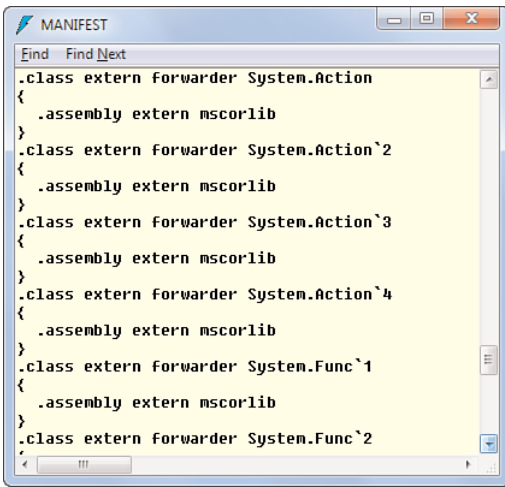 MANIFEST
Find Find Next
.class extern forwarder System.Action
{
.assembly extern mscorlib
}
.class extern forwarder System.Action`2
{
.assembly extern mscorlib
}
.class extern forwarder System.Action`3
{
.assembly extern mscorlib
}
.class extern forwarder System.Action`4
{
.assembly extern mscorlib
}
.class extern forwarder System.Func`1
{
.assembly extern mscorlib
}
.class extern forwarder System.Func`2
{